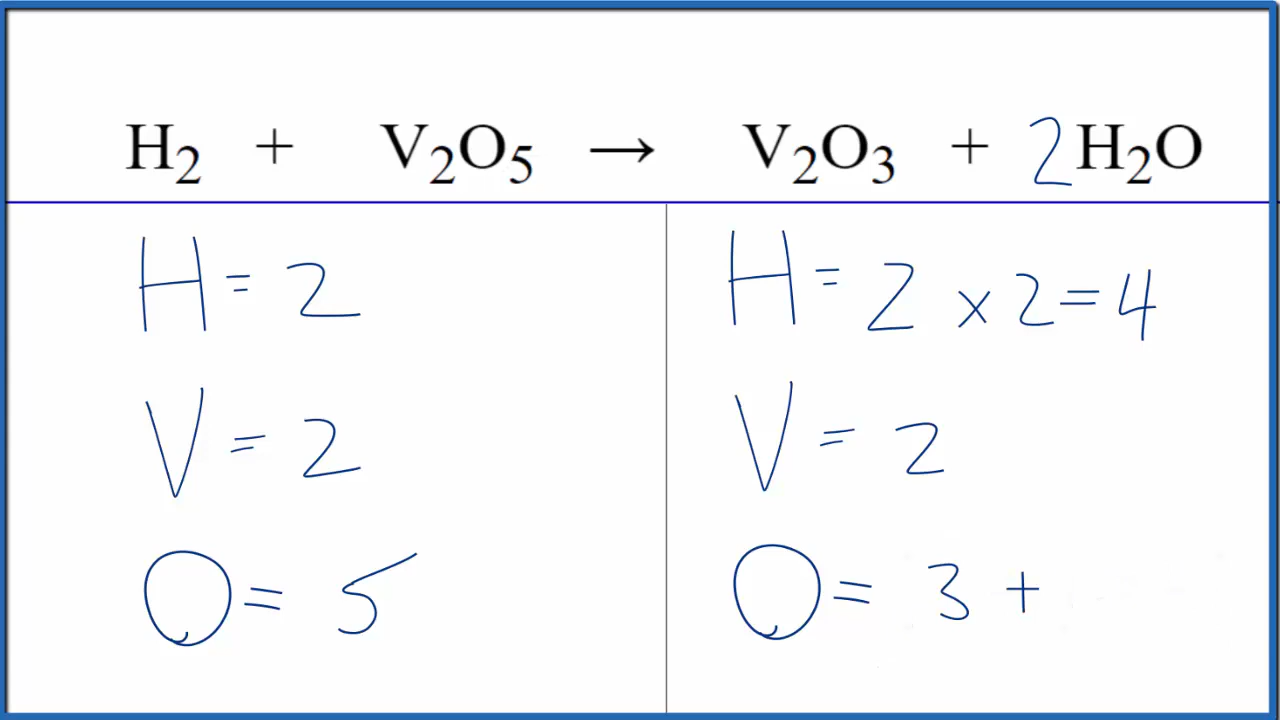 H₂ + V₂O₅ → V₂O₃ + 2H₂O
H = 2
H = 2 x 2 = 4
V = 2
V = 2
O = 5
O = 3 +